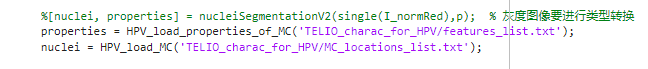 %[nuclei, properties] = nucleiSegmentationV2(single(I_normRed),p);  % 灰度图像要进行类型转换
properties = HPV_load_properties_of_MC('TELIO_charac_for_HPV/features_list.txt');
nuclei = HPV_load_MC('TELIO_charac_for_HPV/MC_locations_list.txt');